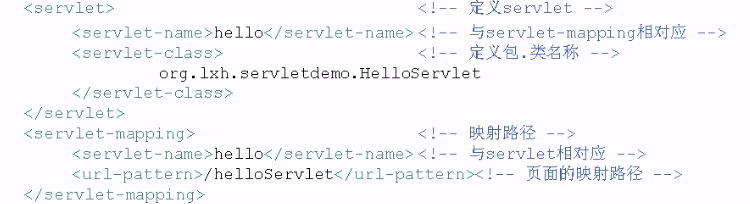 <servlet> <!-- 定义servlet -->
<servlet-name>hello</servlet-name><!-- 与servlet-mapping相对应 -->
<servlet-class> <!-- 定义包.类名称 -->
org.lxh.servletdemo.HelloServlet
</servlet-class>
</servlet>
<servlet-mapping> <!-- 映射路径 -->
<servlet-name>hello</servlet-name><!-- 与servlet相对应 -->
<url-pattern>/helloServlet</url-pattern><!-- 页面的映射路径 -->
</servlet-mapping>